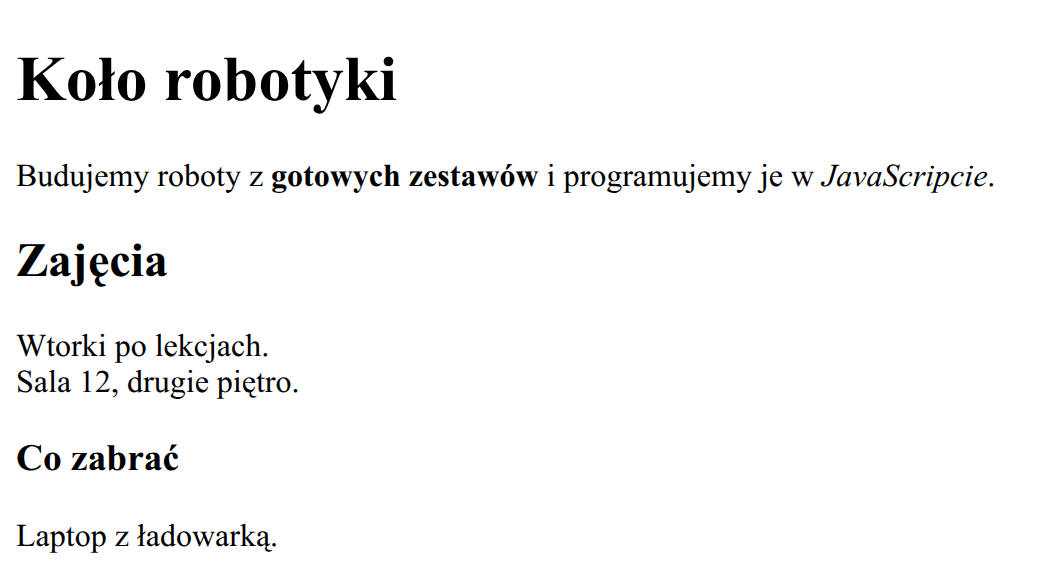 Koło robotyki
Budujemy roboty z gotowych zestawów i programujemy je w JavaScripcie.
Zajęcia
Wtorki po lekcjach.
Sala 12, drugie piętro.
Co zabrać
Laptop z ładowarką.